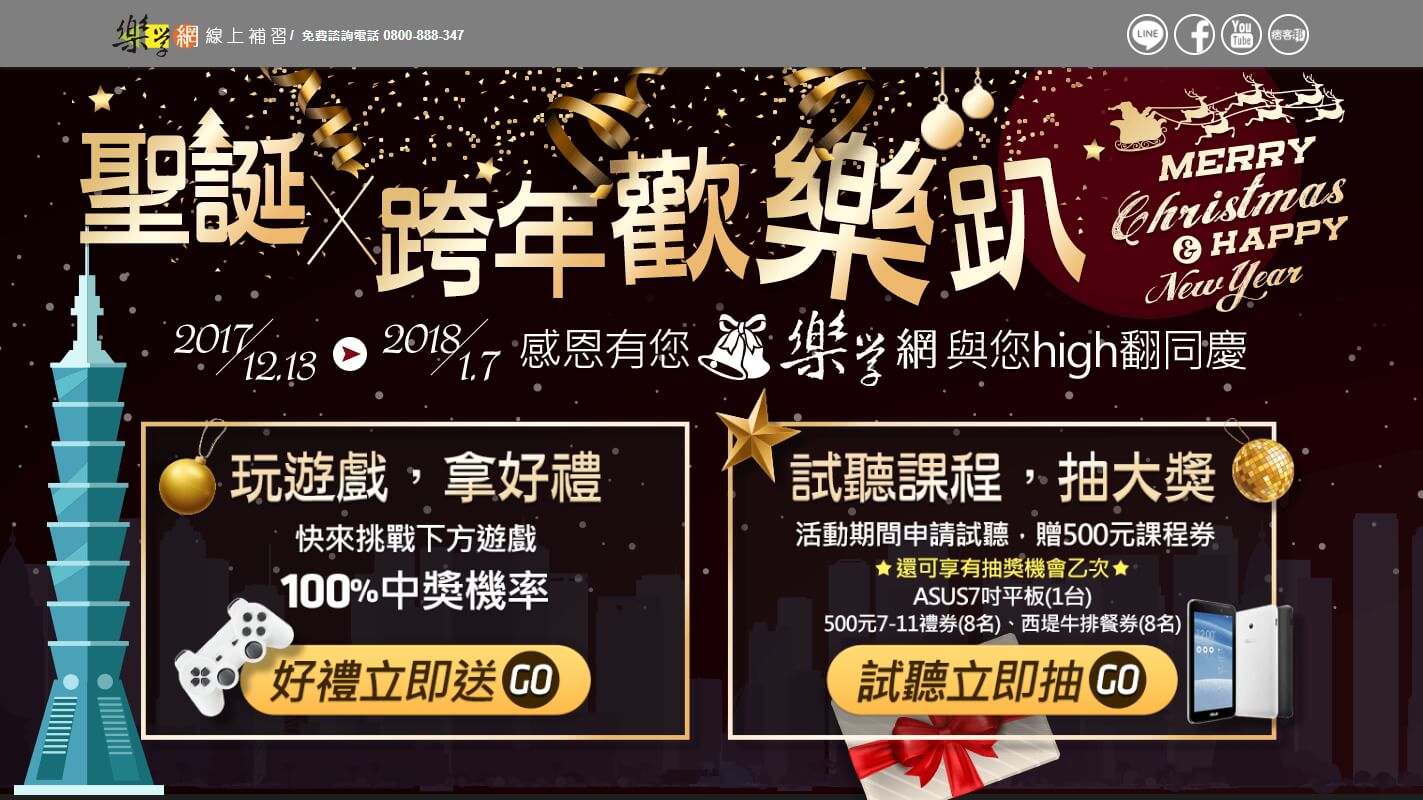 樂学網 線上補習/ 免費諮詢電話 0800-888-347
LINE
f
You Tube
痞客邦
聖誕╳跨年歡樂趴
MERRY
Christmas
& HAPPY
New Year
2017/12.13 2018/1.7 感恩有您 樂学網 與您high翻同慶
玩遊戲，拿好禮
快來挑戰下方遊戲
100%中獎機率
好禮立即送 GO
試聽課程，抽大獎
活動期間申請試聽，贈500元課程券
還可享有抽獎機會乙次
ASUS7吋平板(1台)
500元7-11禮券(8名)、西堤牛排餐券(8名)
試聽立即抽 GO